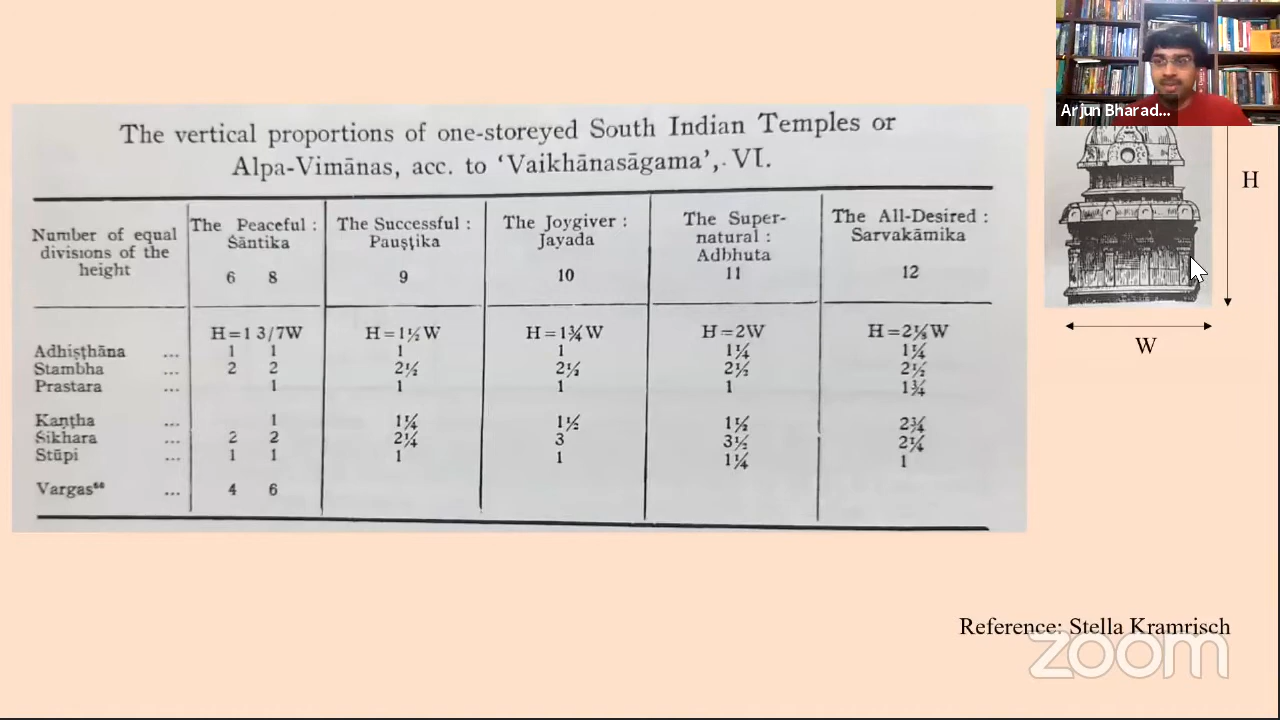 Arjun Bharad...
The vertical proportions of one-storeyed South Indian Temples or
Alpa-Vimānas, acc. to ‘Vaikhānasāgama’, VI.
Number of equal divisions of the height | The Peaceful : Śāntika 6 8 | The Successful : Pauṣṭika 9 | The Joygiver : Jayada 10 | The Super-natural : Adbhuta 11 | The All-Desired : Sarvakāmika 12
H=1 3/7W | H=1½ W | H=1¾ W | H=2W | H=2⅛ W
Adhiṣṭhāna ... 1 1 | 1 | 1 | 1¼ | 1¼
Stambha ... 2 2 | 2½ | 2½ | 2½ | 2½
Prastara ... 1 | 1 | 1 | 1 | 1¾
Kaṇṭha ... 1 | 1¼ | 1½ | 1½ | 2¾
Śikhara ... 2 2 | 2¼ | 3 | 3½ | 2¼
Stūpi ... 1 1 | 1 | 1 | 1¼ | 1
Vargas⁶⁶ ... 4 6
H
W
Reference: Stella Kramrisch
zoom